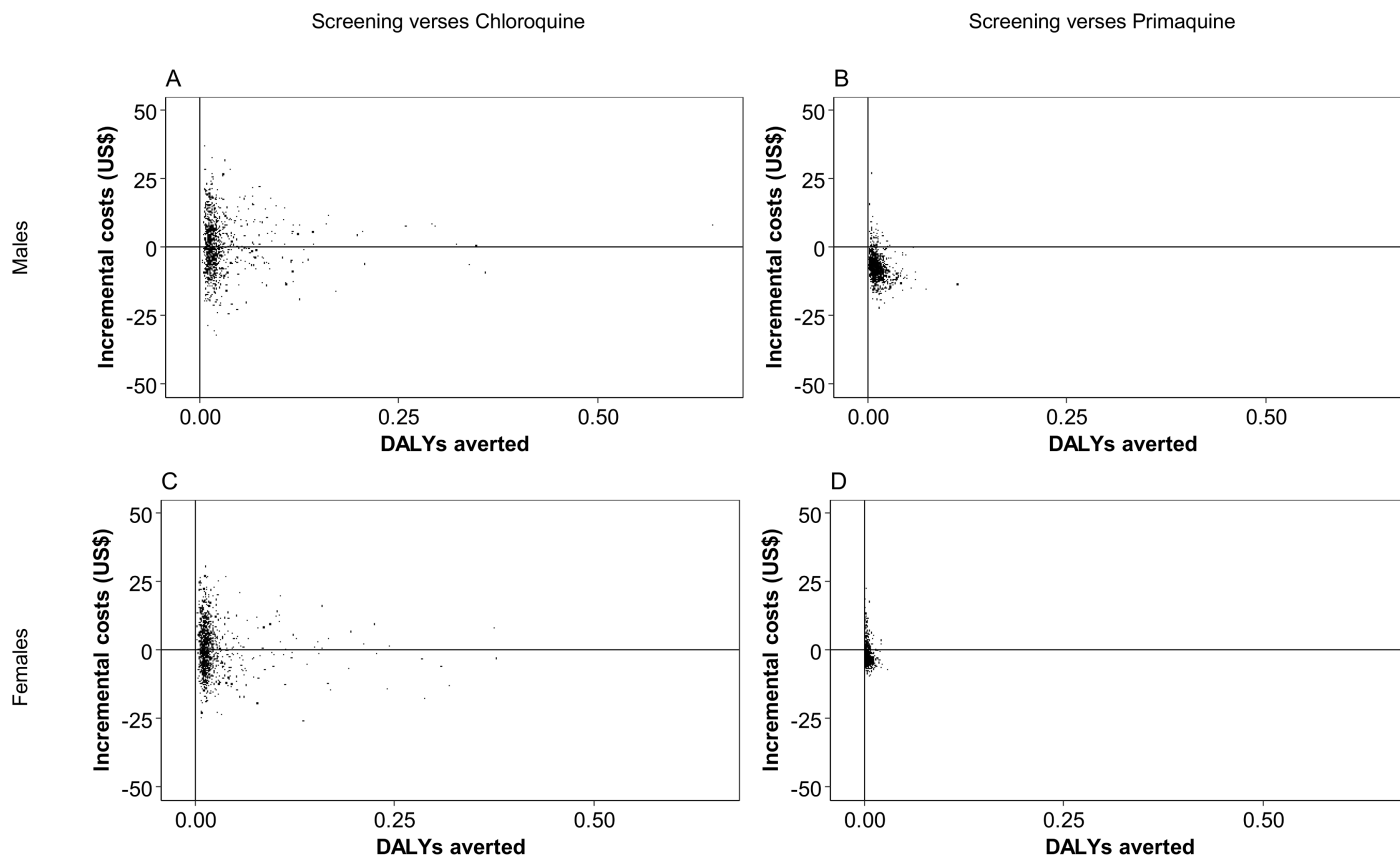 Screening verses Chloroquine
Screening verses Primaquine
Males
A
50
25
0
-25
-50
Incremental costs (US$)
0.00 0.25 0.50
DALYs averted
B
50
25
0
-25
-50
Incremental costs (US$)
0.00 0.25 0.50
DALYs averted
Females
C
50
25
0
-25
-50
Incremental costs (US$)
0.00 0.25 0.50
DALYs averted
D
50
25
0
-25
-50
Incremental costs (US$)
0.00 0.25 0.50
DALYs averted